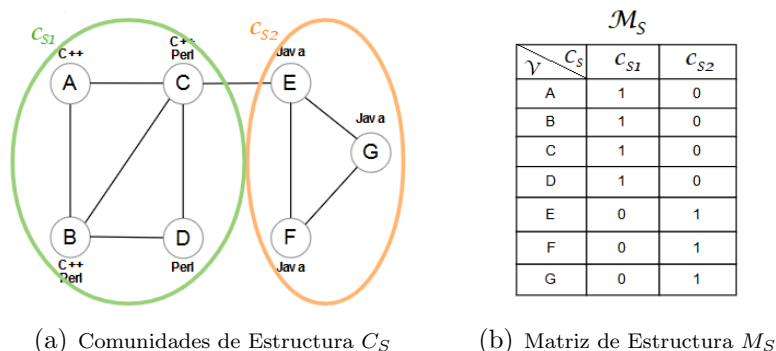 C_S1
C++
A
C++
Perl
C
C_S2
Java
E
Java
G
B
C++
Perl
D
Perl
F
Java
(a) Comunidades de Estructura C_S
M_S
V C_S C_S1 C_S2
A 1 0
B 1 0
C 1 0
D 1 0
E 0 1
F 0 1
G 0 1
(b) Matriz de Estructura M_S